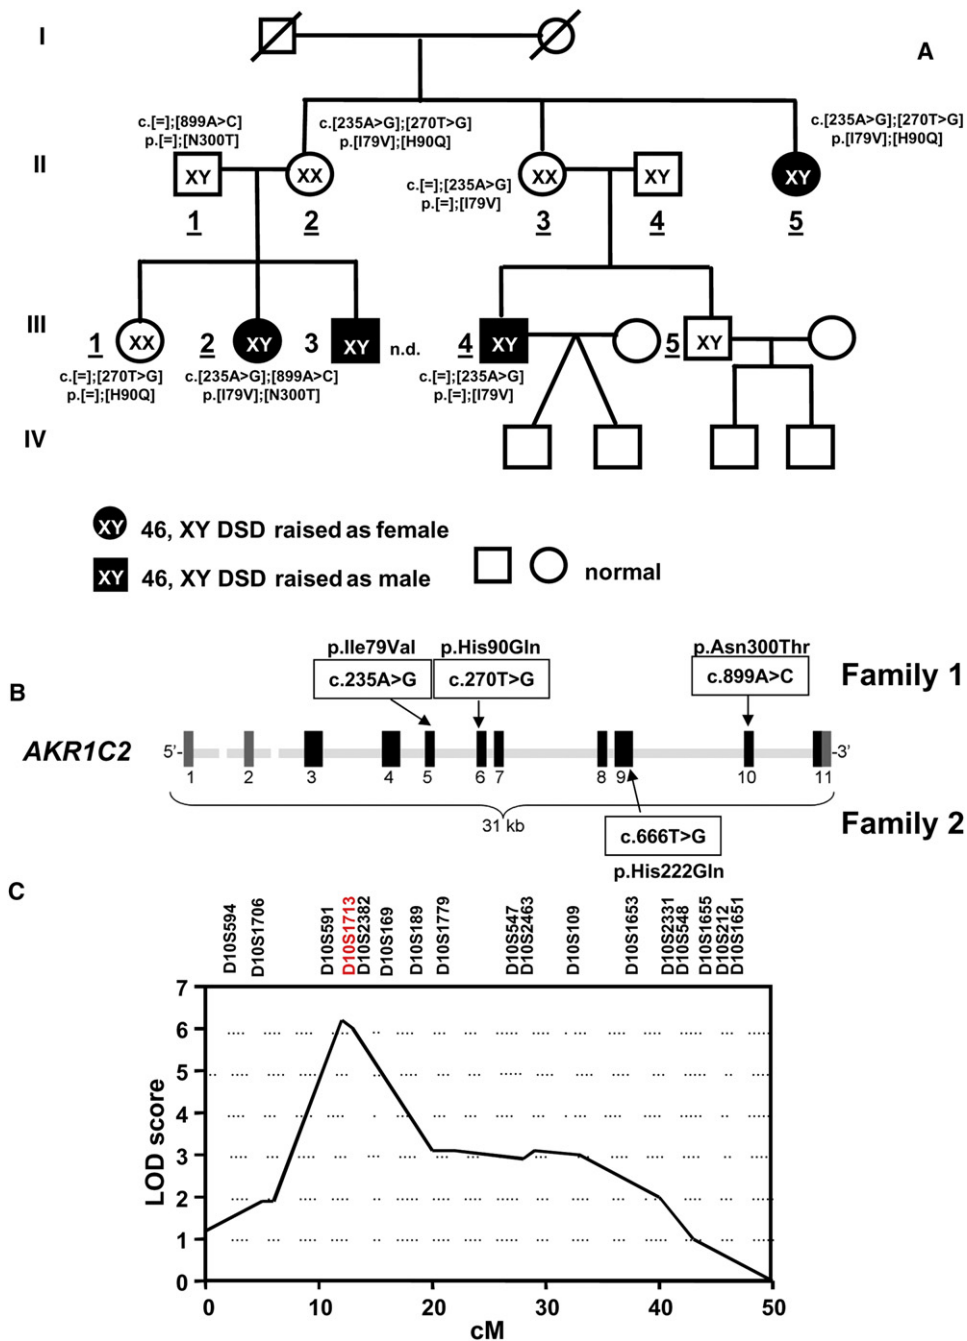 I
A
c.[=];[899A>C]
p.[=];[N300T]
c.[235A>G];[270T>G]
p.[I79V];[H90Q]
c.[235A>G];[270T>G]
p.[I79V];[H90Q]
II
XY
XX
XX
XY
XY
c.[=];[235A>G]
p.[=];[I79V]
1
2
3
4
5
III
1
XX
2
XY
3
XY
n.d.
4
XY
5
XY
c.[=];[270T>G]
p.[=];[H90Q]
c.[235A>G];[899A>C]
p.[I79V];[N300T]
c.[=];[235A>G]
p.[=];[I79V]
IV
XY 46, XY DSD raised as female
XY 46, XY DSD raised as male
normal
B
p.Ile79Val
p.His90Gln
p.Asn300Thr
c.235A>G
c.270T>G
c.899A>C
Family 1
AKR1C2
5'-
-3'
1 2 3 4 5 6 7 8 9 10 11
31 kb
c.666T>G
p.His222Gln
Family 2
C
D10S594
D10S1706
D10S591
D10S1713
D10S2382
D10S169
D10S189
D10S1779
D10S547
D10S2463
D10S109
D10S1653
D10S2331
D10S548
D10S1655
D10S212
D10S1651
LOD score
7
6
5
4
3
2
1
0
0 10 20 30 40 50
cM